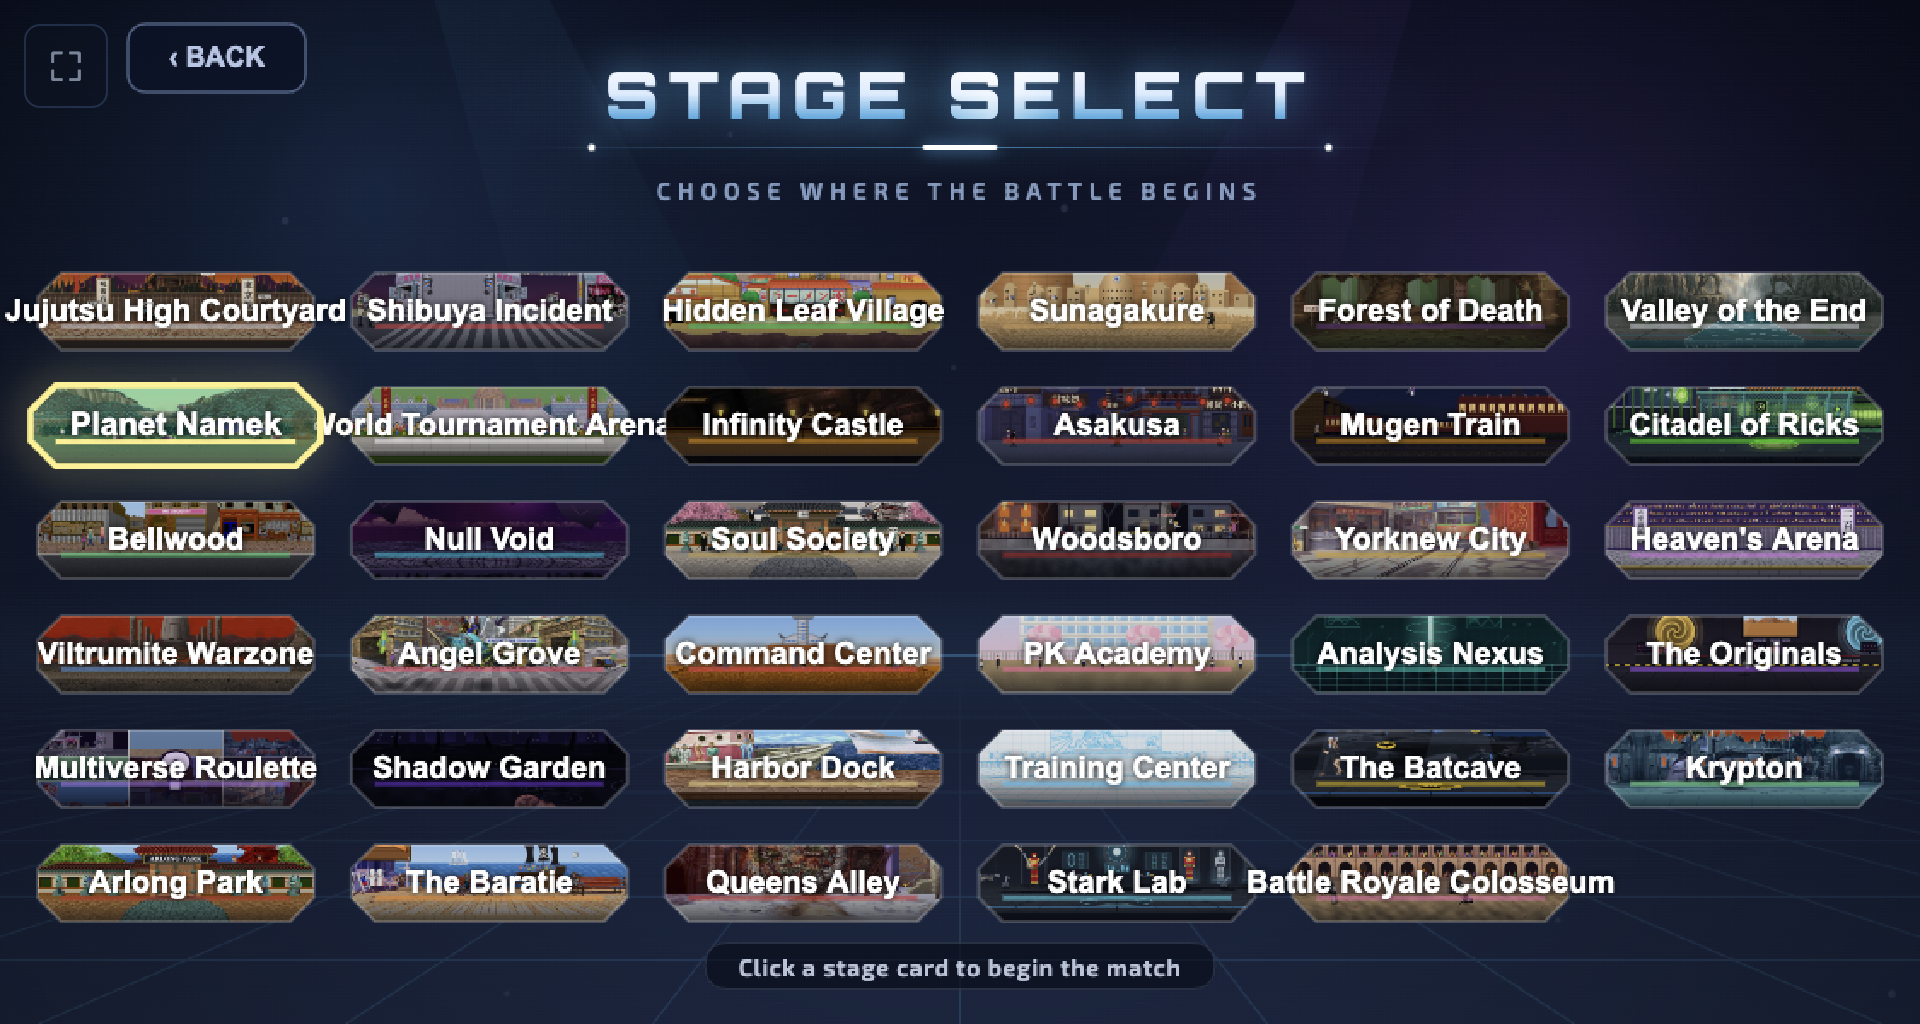 ‹ BACK
STAGE SELECT
CHOOSE WHERE THE BATTLE BEGINS
Jujutsu High Courtyard
Shibuya Incident
Hidden Leaf Village
Sunagakure
Forest of Death
Valley of the End
Planet Namek
World Tournament Arena
Infinity Castle
Asakusa
Mugen Train
Citadel of Ricks
Bellwood
Null Void
Soul Society
Woodsboro
Yorknew City
Heaven's Arena
Viltrumite Warzone
Angel Grove
Command Center
PK Academy
Analysis Nexus
The Originals
Multiverse Roulette
Shadow Garden
Harbor Dock
Training Center
The Batcave
Krypton
ARLONG PARK
Arlong Park
The Baratie
Queens Alley
Stark Lab
Battle Royale Colosseum
Click a stage card to begin the match